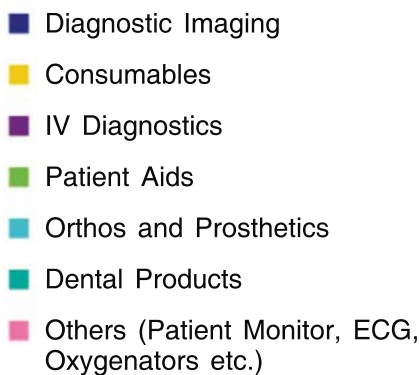 Diagnostic Imaging
Consumables
IV Diagnostics
Patient Aids
Orthos and Prosthetics
Dental Products
Others (Patient Monitor, ECG,
Oxygenators etc.)